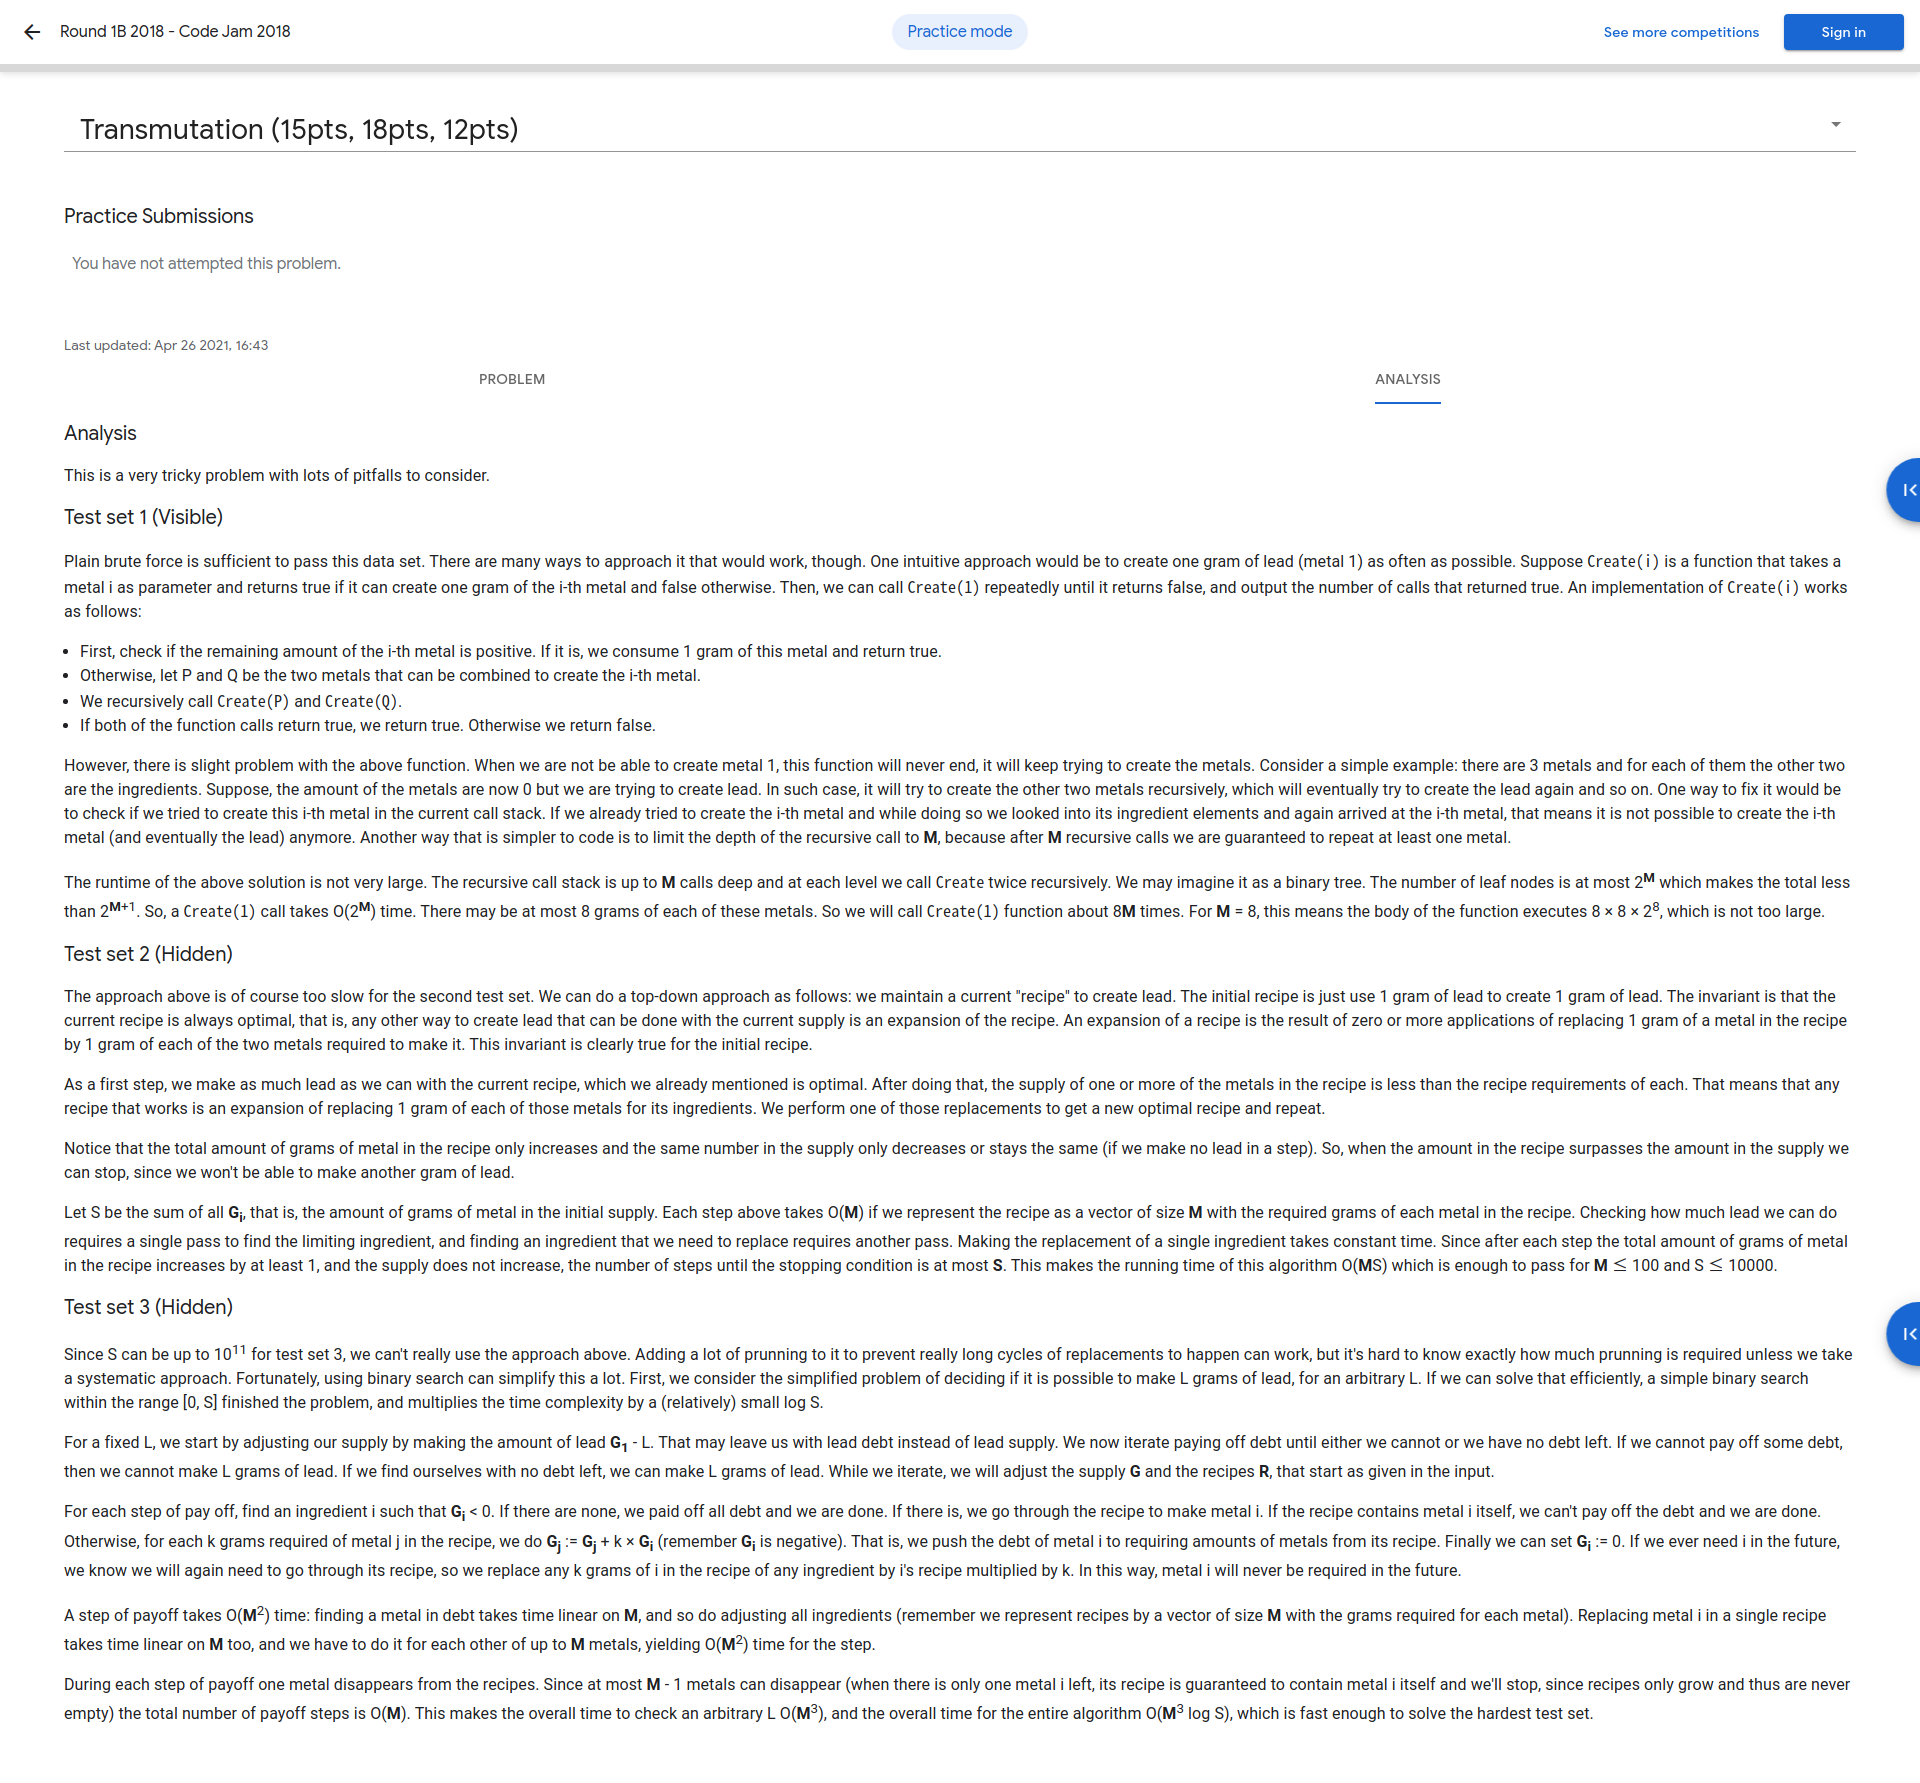 Round 1B 2018 - Code Jam 2018
Practice mode
See more competitions
Sign in
Transmutation (15pts, 18pts, 12pts)
Practice Submissions
You have not attempted this problem.
Last updated: Apr 26 2021, 16:43
PROBLEM
ANALYSIS
Analysis
This is a very tricky problem with lots of pitfalls to consider.
Test set 1 (Visible)
Plain brute force is sufficient to pass this data set. There are many ways to approach it that would work, though. One intuitive approach would be to create one gram of lead (metal 1) as often as possible. Suppose Create(i) is a function that takes a
metal i as parameter and returns true if it can create one gram of the i-th metal and false otherwise. Then, we can call Create(1) repeatedly until it returns false, and output the number of calls that returned true. An implementation of Create(i) works
as follows:
• First, check if the remaining amount of the i-th metal is positive. If it is, we consume 1 gram of this metal and return true.
• Otherwise, let P and Q be the two metals that can be combined to create the i-th metal.
• We recursively call Create(P) and Create(Q).
• If both of the function calls return true, we return true. Otherwise we return false.
However, there is slight problem with the above function. When we are not be able to create metal 1, this function will never end, it will keep trying to create the metals. Consider a simple example: there are 3 metals and for each of them the other two
are the ingredients. Suppose, the amount of the metals are now 0 but we are trying to create lead. In such case, it will try to create the other two metals recursively, which will eventually try to create the lead again and so on. One way to fix it would be
to check if we tried to create this i-th metal in the current call stack. If we already tried to create the i-th metal and while doing so we looked into its ingredient elements and again arrived at the i-th metal, that means it is not possible to create the i-th
metal (and eventually the lead) anymore. Another way that is simpler to code is to limit the depth of the recursive call to M, because after M recursive calls we are guaranteed to repeat at least one metal.
The runtime of the above solution is not very large. The recursive call stack is up to M calls deep and at each level we call Create twice recursively. We may imagine it as a binary tree. The number of leaf nodes is at most 2^M which makes the total less
than 2^M+1. So, a Create(1) call takes O(2^M) time. There may be at most 8 grams of each of these metals. So we will call Create(1) function about 8M times. For M = 8, this means the body of the function executes 8 × 8 × 2^8, which is not too large.
Test set 2 (Hidden)
The approach above is of course too slow for the second test set. We can do a top-down approach as follows: we maintain a current "recipe" to create lead. The initial recipe is just use 1 gram of lead to create 1 gram of lead. The invariant is that the
current recipe is always optimal, that is, any other way to create lead that can be done with the current supply is an expansion of the recipe. An expansion of a recipe is the result of zero or more applications of replacing 1 gram of a metal in the recipe
by 1 gram of each of the two metals required to make it. This invariant is clearly true for the initial recipe.
As a first step, we make as much lead as we can with the current recipe, which we already mentioned is optimal. After doing that, the supply of one or more of the metals in the recipe is less than the recipe requirements of each. That means that any
recipe that works is an expansion of replacing 1 gram of each of those metals for its ingredients. We perform one of those replacements to get a new optimal recipe and repeat.
Notice that the total amount of grams of metal in the recipe only increases and the same number in the supply only decreases or stays the same (if we make no lead in a step). So, when the amount in the recipe surpasses the amount in the supply we
can stop, since we won't be able to make another gram of lead.
Let S be the sum of all G_i, that is, the amount of grams of metal in the initial supply. Each step above takes O(M) if we represent the recipe as a vector of size M with the required grams of each metal in the recipe. Checking how much lead we can do
requires a single pass to find the limiting ingredient, and finding an ingredient that we need to replace requires another pass. Making the replacement of a single ingredient takes constant time. Since after each step the total amount of grams of metal
in the recipe increases by at least 1, and the supply does not increase, the number of steps until the stopping condition is at most S. This makes the running time of this algorithm O(MS) which is enough to pass for M ≤ 100 and S ≤ 10000.
Test set 3 (Hidden)
Since S can be up to 10^11 for test set 3, we can't really use the approach above. Adding a lot of prunning to it to prevent really long cycles of replacements to happen can work, but it's hard to know exactly how much prunning is required unless we take
a systematic approach. Fortunately, using binary search can simplify this a lot. First, we consider the simplified problem of deciding if it is possible to make L grams of lead, for an arbitrary L. If we can solve that efficiently, a simple binary search
within the range [0, S] finished the problem, and multiplies the time complexity by a (relatively) small log S.
For a fixed L, we start by adjusting our supply by making the amount of lead G_1 - L. That may leave us with lead debt instead of lead supply. We now iterate paying off debt until either we cannot or we have no debt left. If we cannot pay off some debt,
then we cannot make L grams of lead. If we find ourselves with no debt left, we can make L grams of lead. While we iterate, we will adjust the supply G and the recipes R, that start as given in the input.
For each step of pay off, find an ingredient i such that G_i < 0. If there are none, we paid off all debt and we are done. If there is, we go through the recipe to make metal i. If the recipe contains metal i itself, we can't pay off the debt and we are done.
Otherwise, for each k grams required of metal j in the recipe, we do G_j := G_j + k × G_i (remember G_i is negative). That is, we push the debt of metal i to requiring amounts of metals from its recipe. Finally we can set G_i := 0. If we ever need i in the future,
we know we will again need to go through its recipe, so we replace any k grams of i in the recipe of any ingredient by i's recipe multiplied by k. In this way, metal i will never be required in the future.
A step of payoff takes O(M^2) time: finding a metal in debt takes time linear on M, and so do adjusting all ingredients (remember we represent recipes by a vector of size M with the grams required for each metal). Replacing metal i in a single recipe
takes time linear on M too, and we have to do it for each other of up to M metals, yielding O(M^2) time for the step.
During each step of payoff one metal disappears from the recipes. Since at most M - 1 metals can disappear (when there is only one metal i left, its recipe is guaranteed to contain metal i itself and we'll stop, since recipes only grow and thus are never
empty) the total number of payoff steps is O(M). This makes the overall time to check an arbitrary L O(M^3), and the overall time for the entire algorithm O(M^3 log S), which is fast enough to solve the hardest test set.